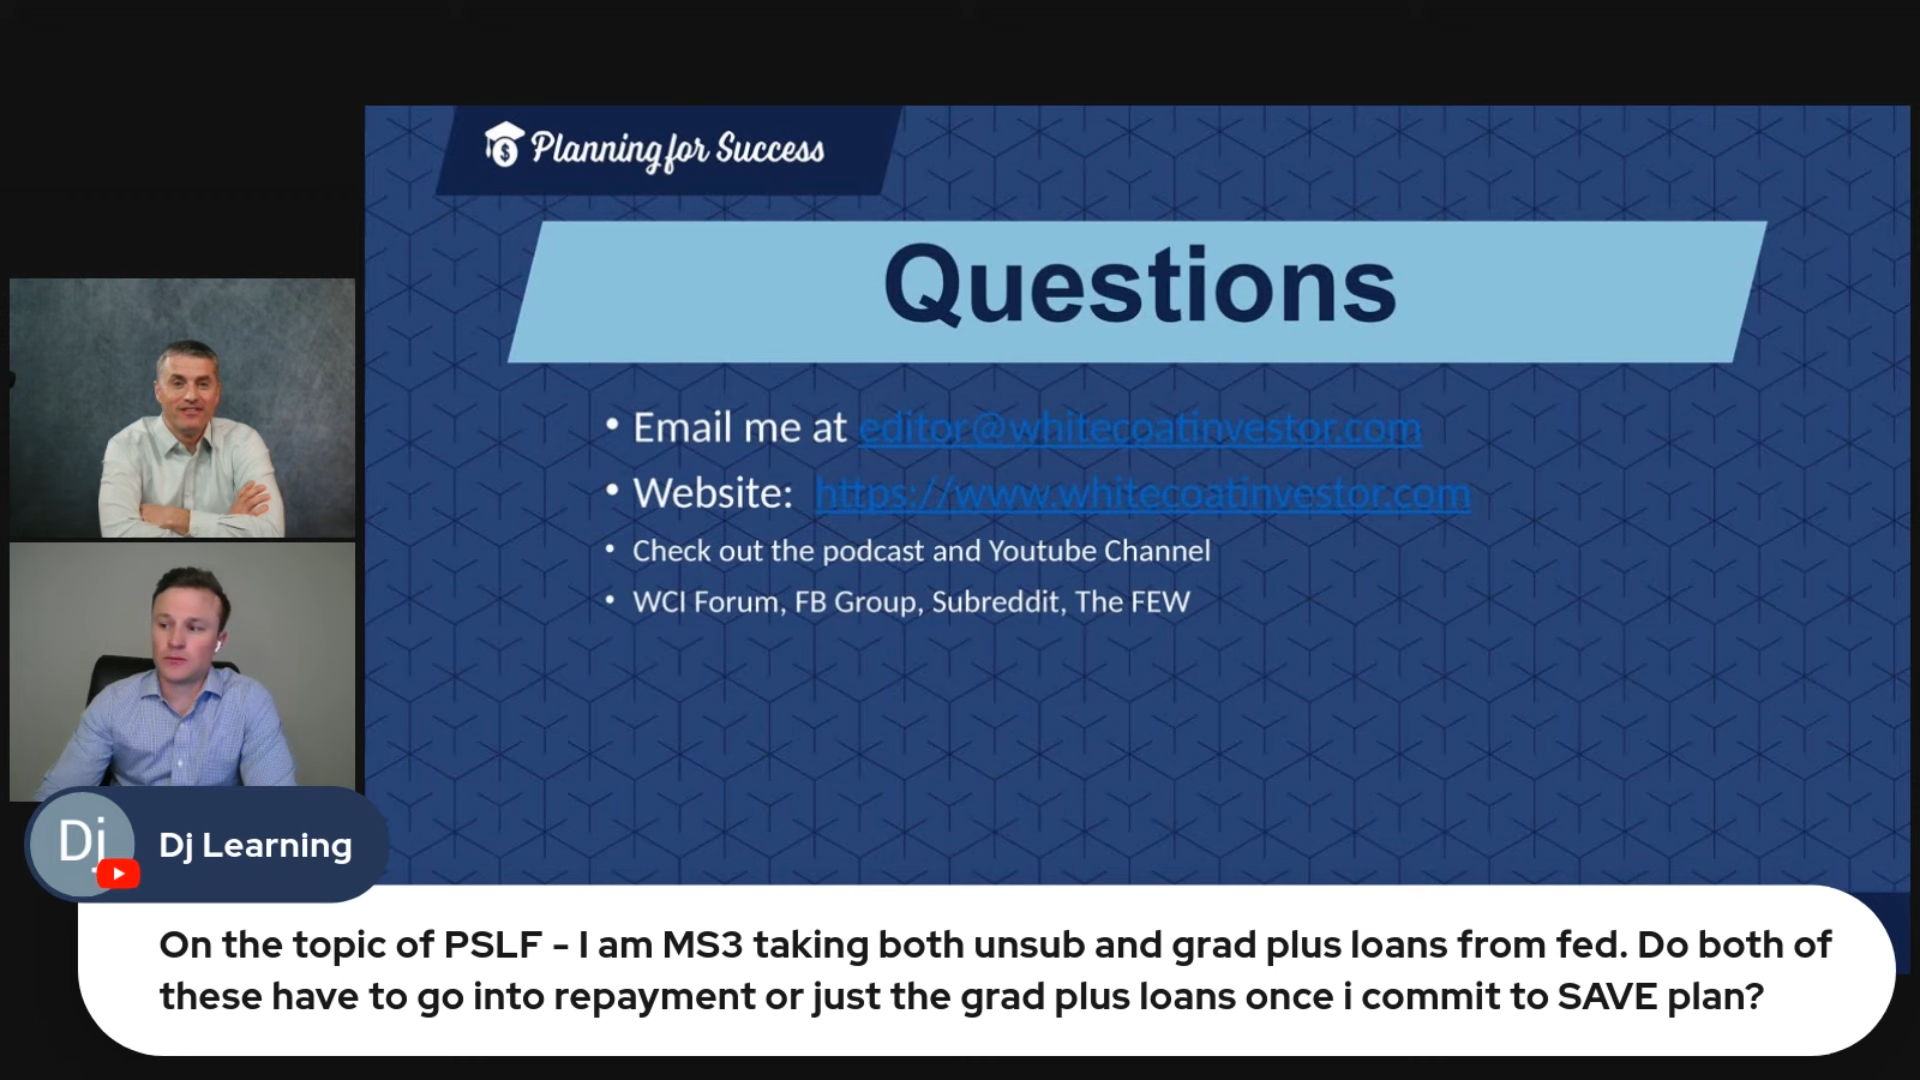 Planning for Success
Questions
• Email me at editor@whitecoatinvestor.com
• Website: https://www.whitecoatinvestor.com
• Check out the podcast and Youtube Channel
• WCI Forum, FB Group, Subreddit, The FEW
Dj
Dj Learning
On the topic of PSLF - I am MS3 taking both unsub and grad plus loans from fed. Do both of
these have to go into repayment or just the grad plus loans once i commit to SAVE plan?